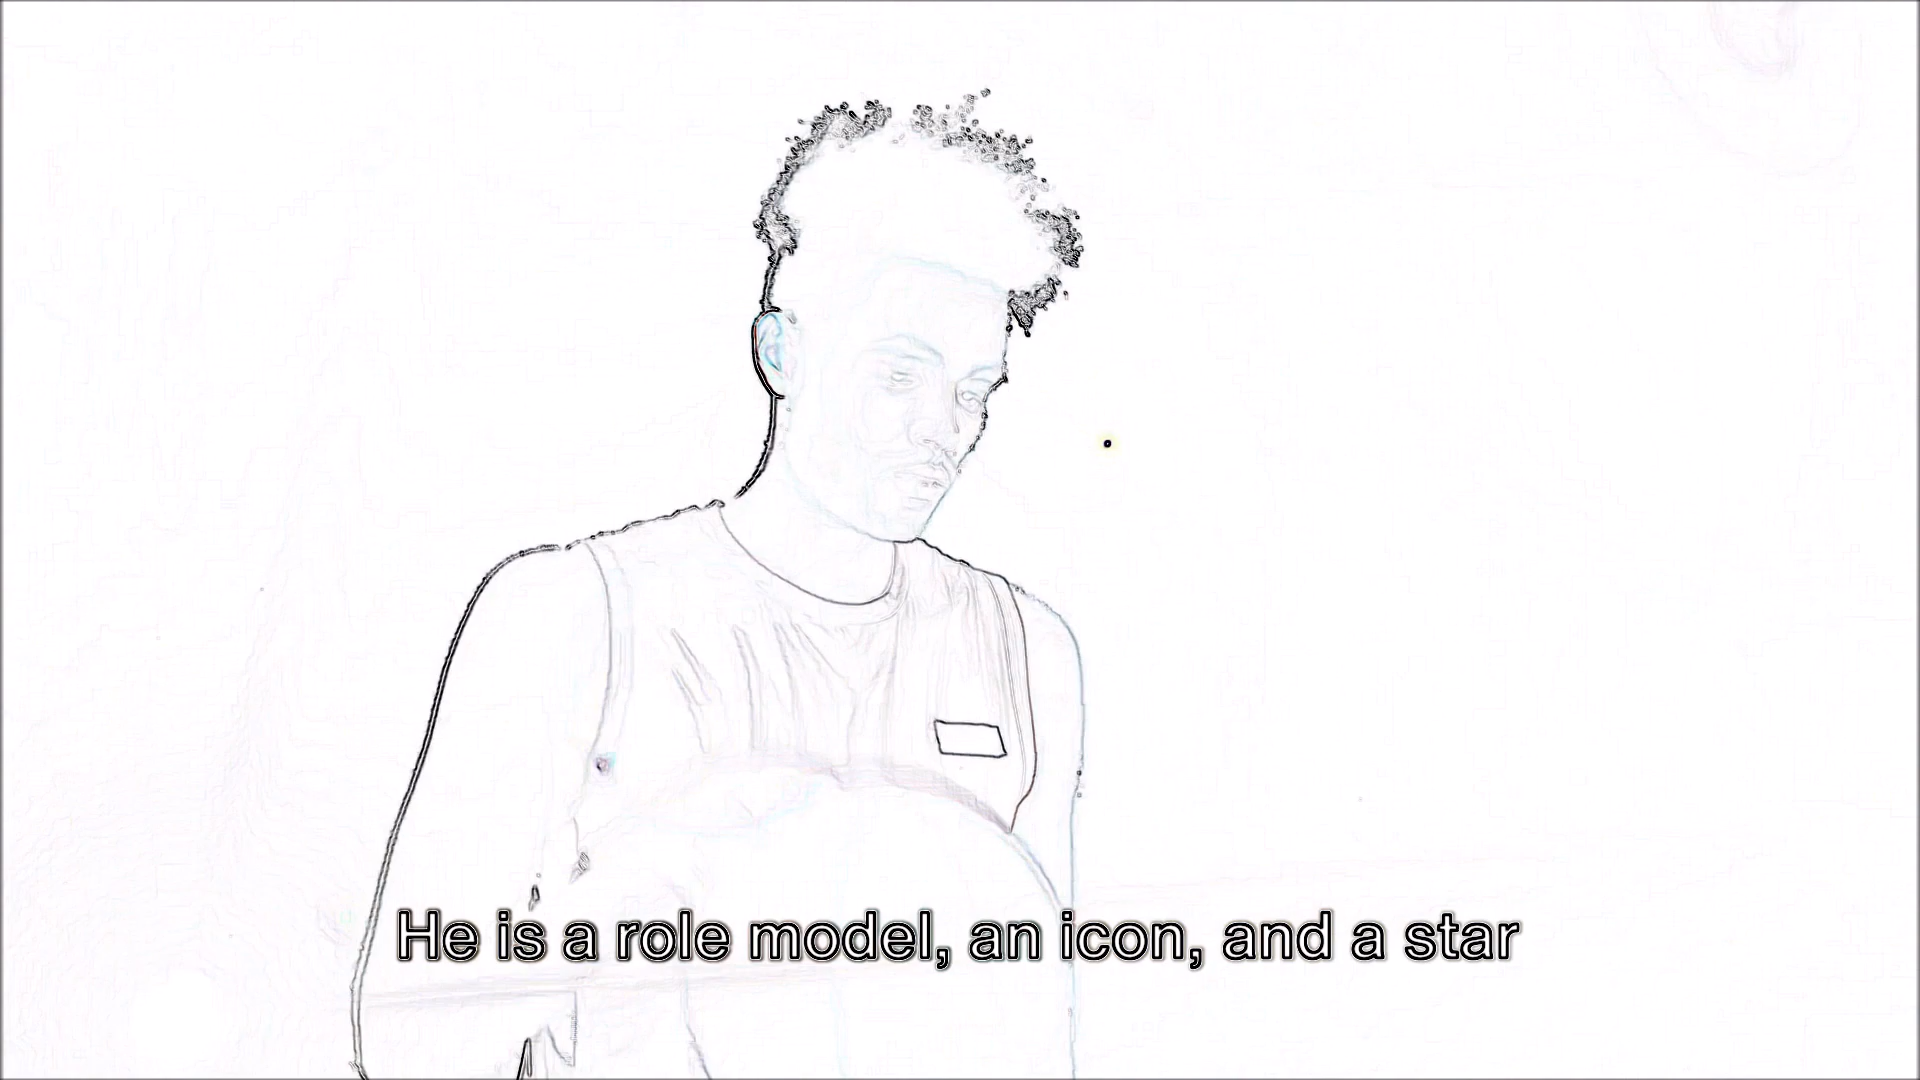 He is a role model, an icon, and a star